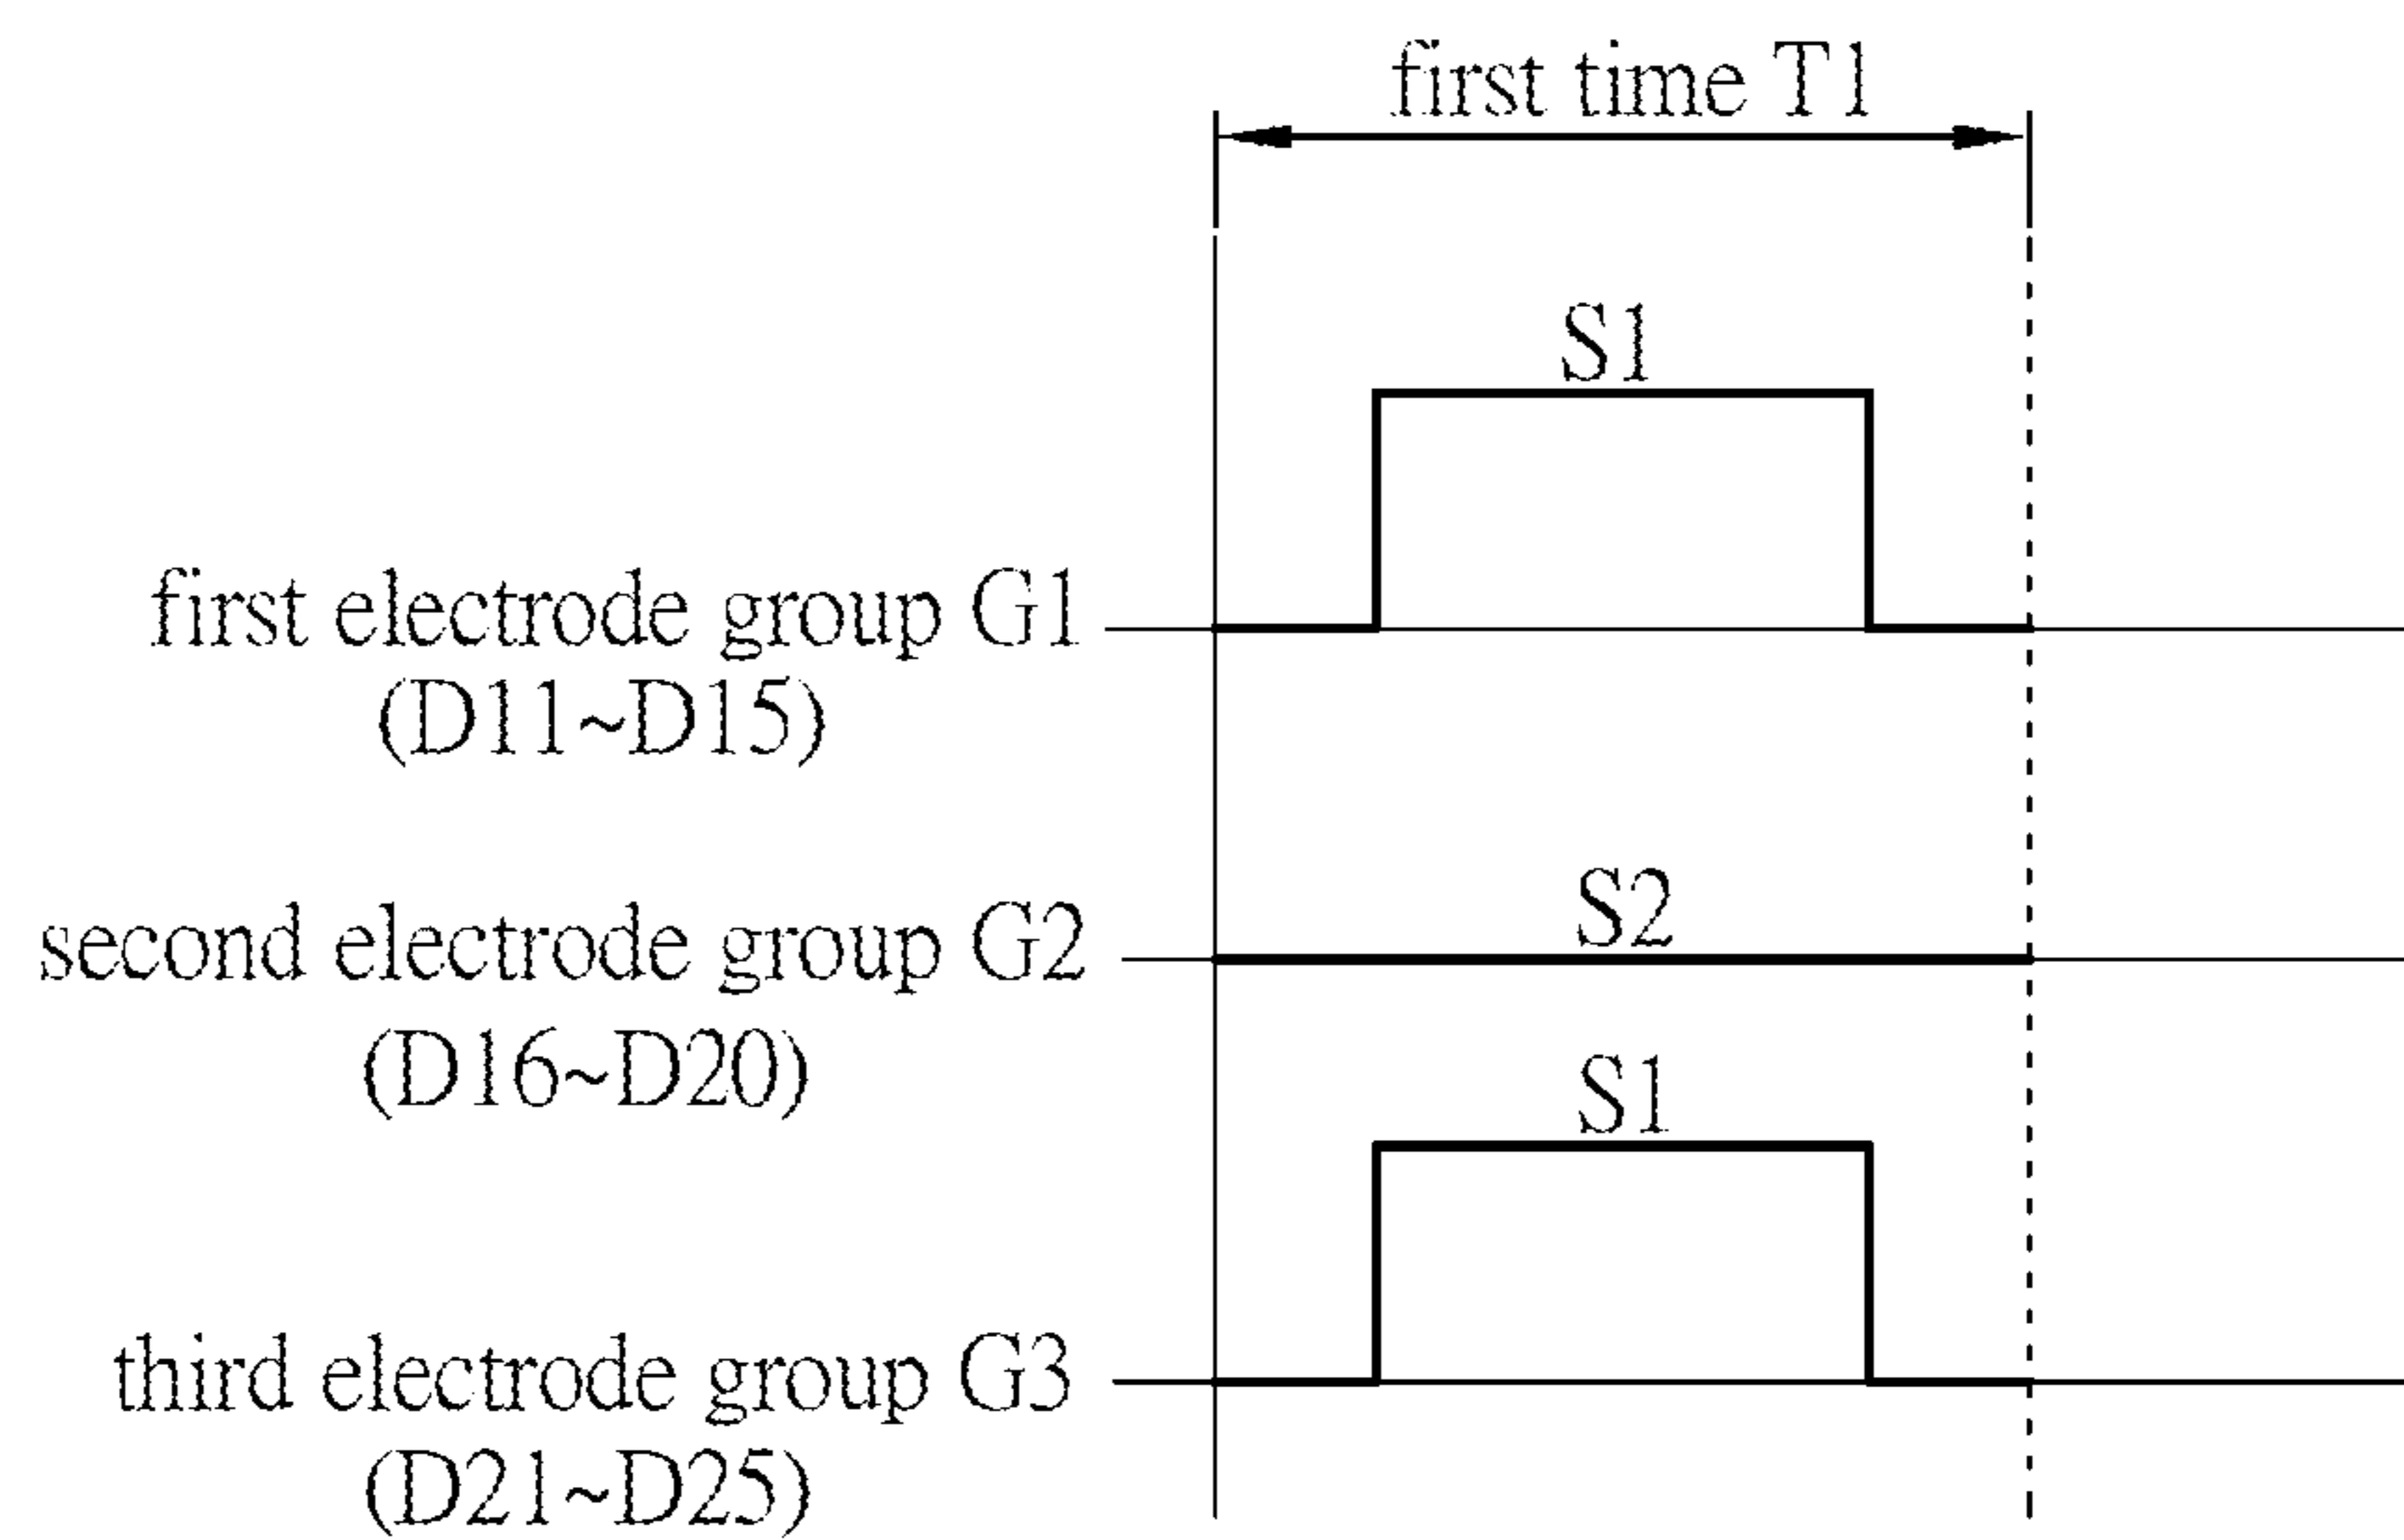 first time T1
S1
first electrode group G1
(D11~D15)
S2
second electrode group G2
(D16~D20)
S1
third electrode group G3
(D21~D25)